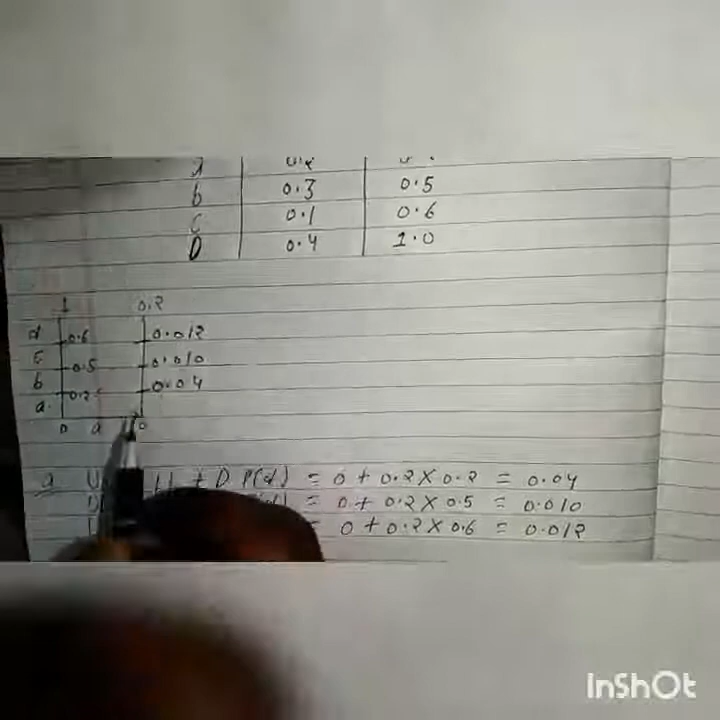 b 0.3 0.5
c 0.1 0.6
D 0.4 1.0
1 0.2
d 0.6 0.012
c 0.5 0.010
b 0.2 0.04
a
0 a 0
a + D P(d) = 0 + 0.2 X 0.2 = 0.04
= 0 + 0.2 X 0.5 = 0.010
= 0 + 0.2 X 0.6 = 0.012
InShOt